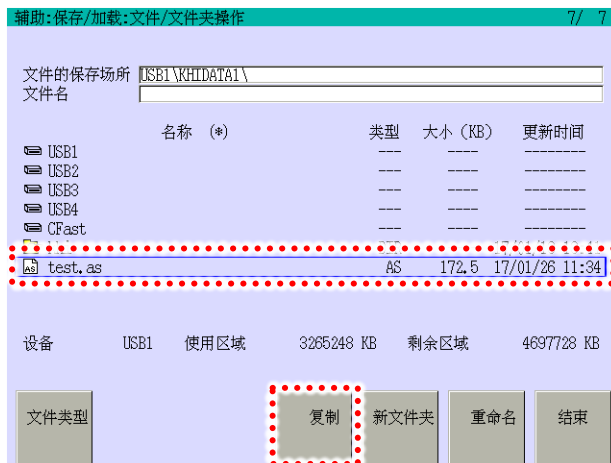 辅助:保存/加载:文件/文件夹操作 7/ 7
文件的保存场所 USB1\KHIDATA1\
文件名
名称 (*) 类型 大小 (KB) 更新时间
USB1 --- ---- --------
USB2 --- ---- --------
USB3 --- ---- --------
USB4 --- ---- --------
CFast --- ---- --------
AS test.as AS 172.5 17/01/26 11:34
设备 USB1 使用区域 3265248 KB 剩余区域 4697728 KB
文件类型 复制 新文件夹 重命名 结束